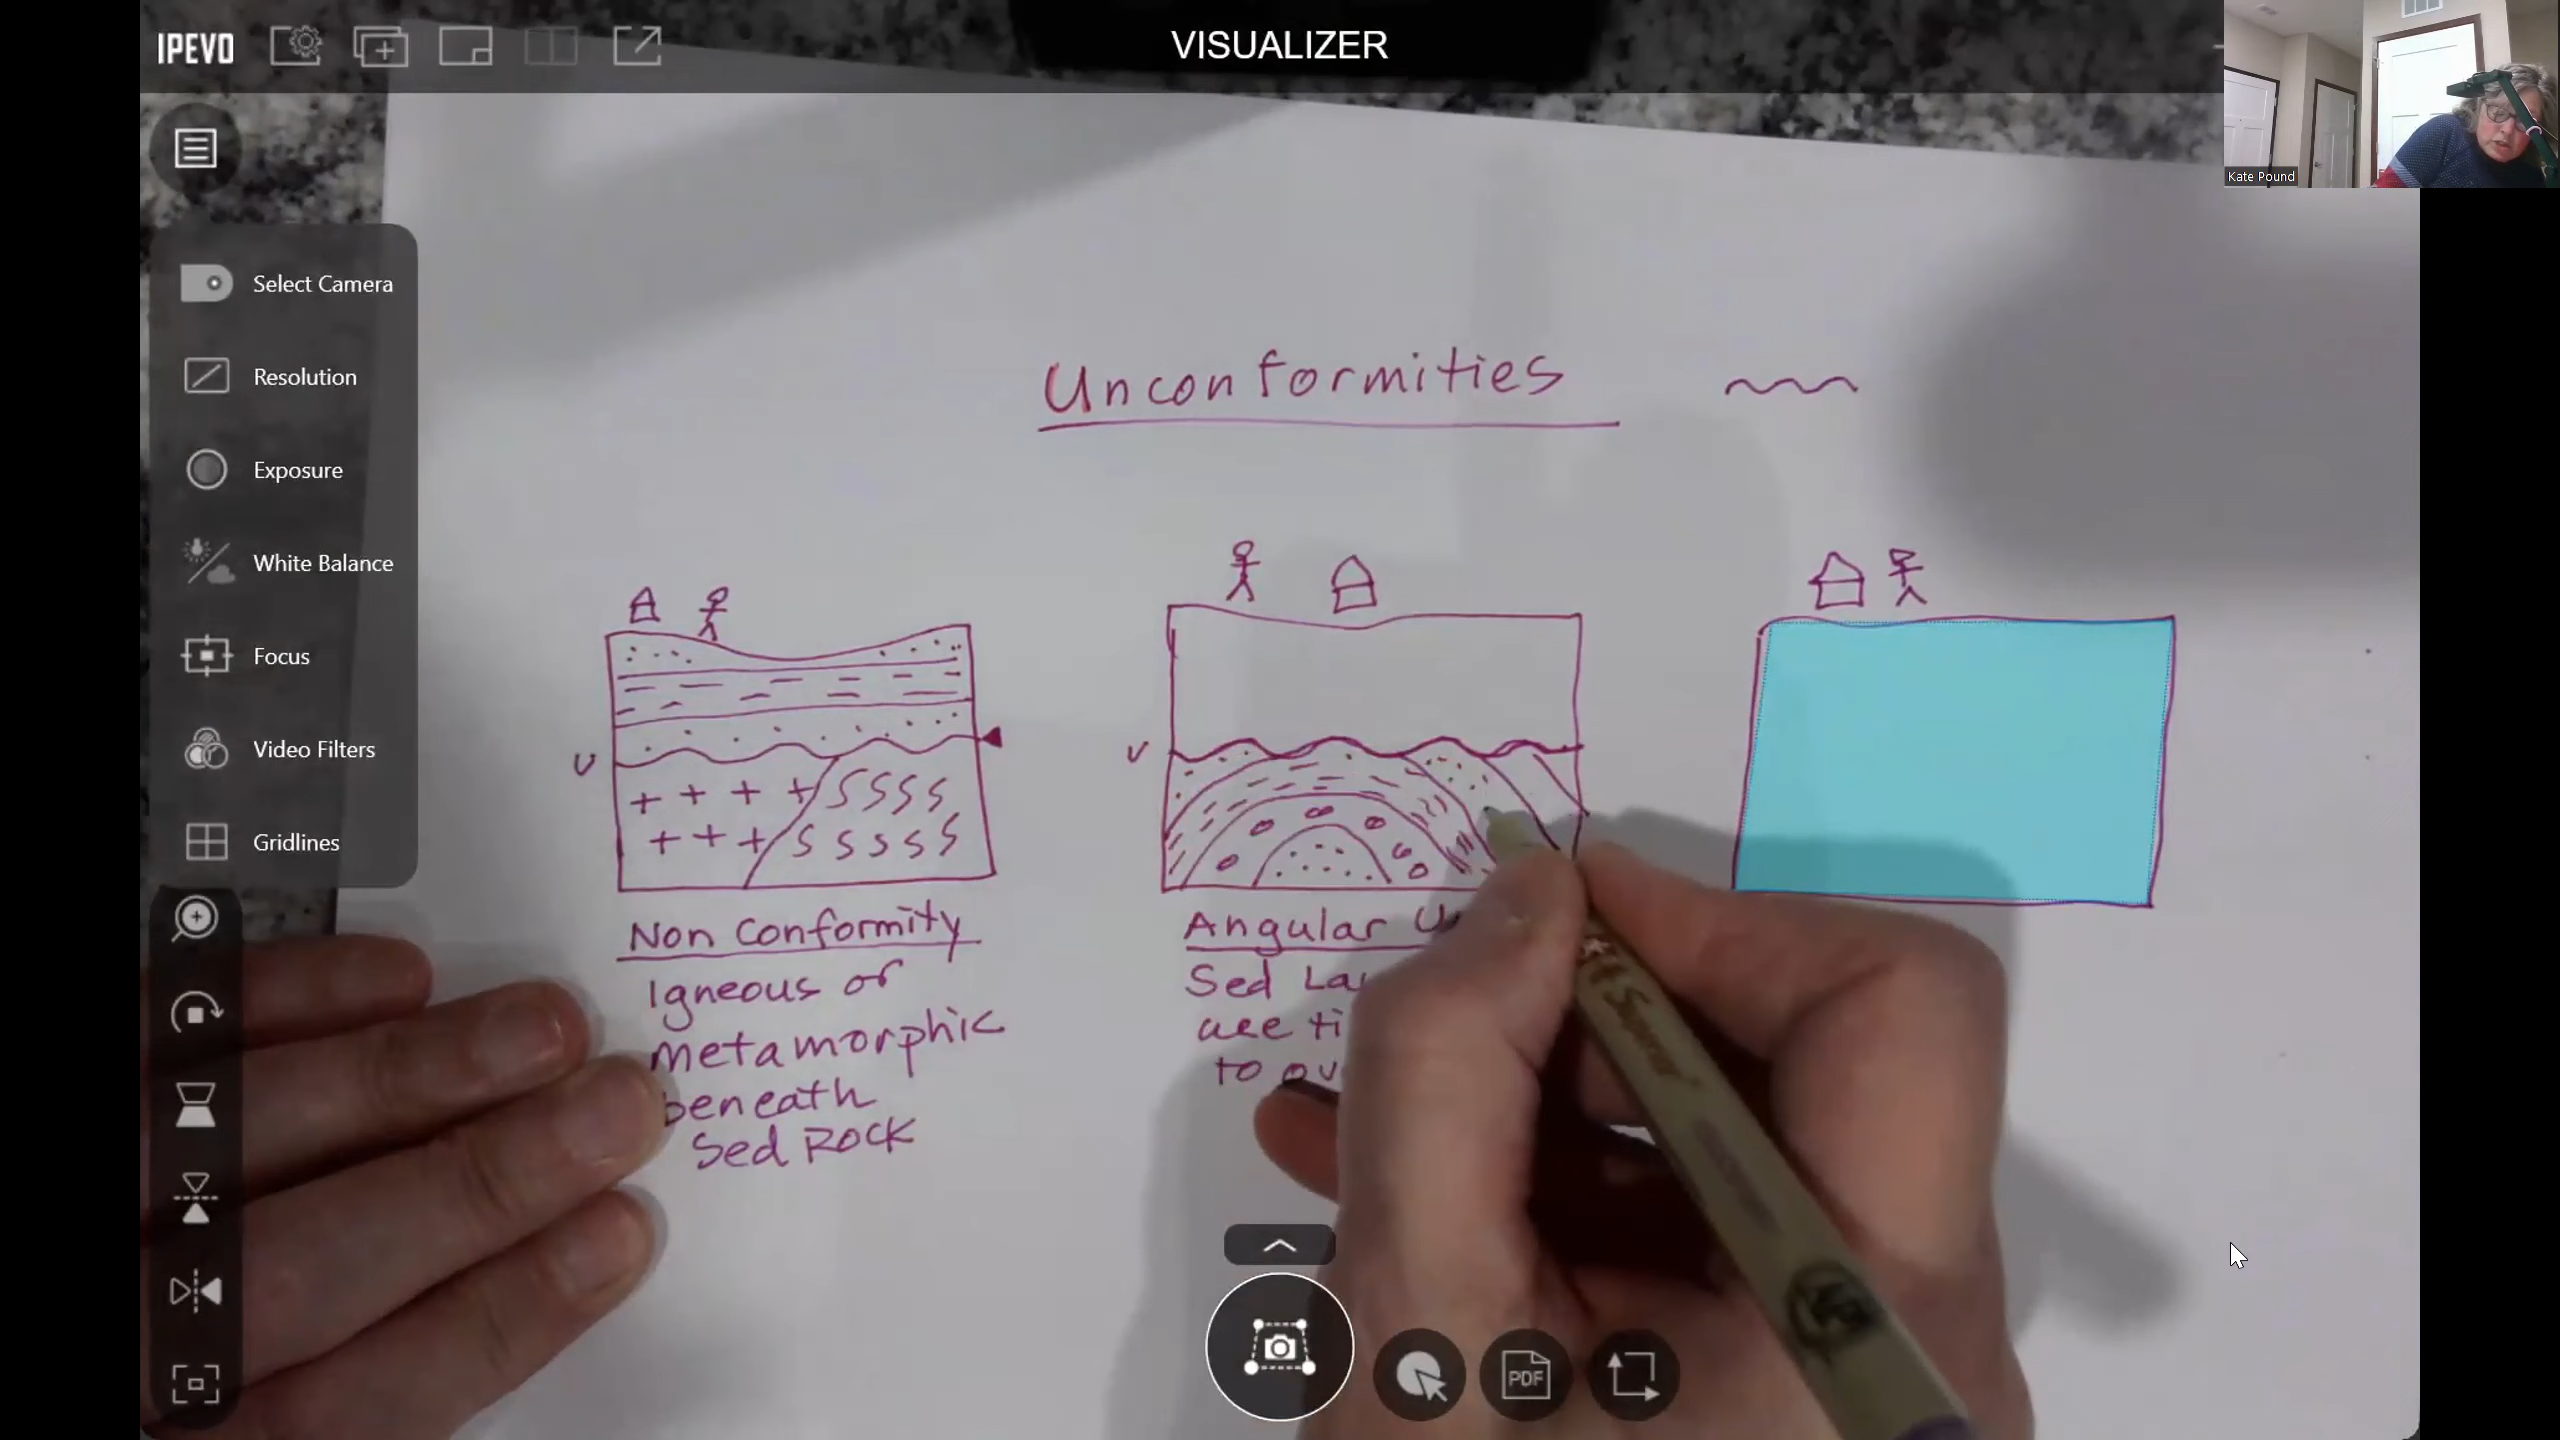 IPEVO
VISUALIZER
Kate Pound
Select Camera
Resolution
Exposure
White Balance
Focus
Video Filters
Gridlines
Unconformities
U
+ + + + S S S S
+ + + S S S S S
Non Conformity
Igneous or
Metamorphic
beneath
Sed Rock
U
Angular
Sed
are
to
PDF